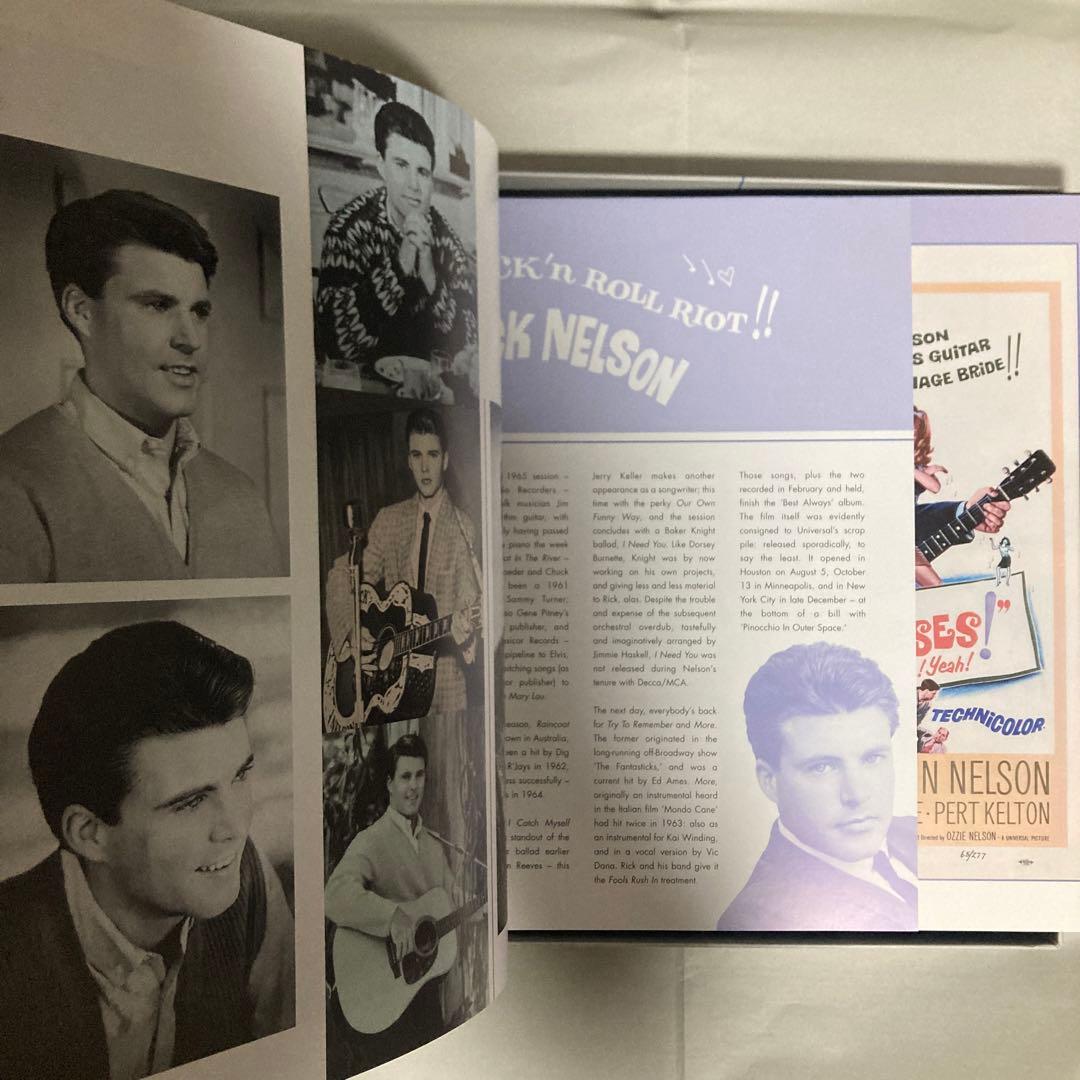 CK'n ROLL RIOT!!
CK NELSON
1965 session –
Recorders –
lk musician Jim
thm guitar, with
ly having passed
piano the week
at In The River –
oeder and Chuck
been a 1961
Sammy Turner;
so Gene Pitney's
publisher, and
Records –
pipeline to Elvis,
pitching songs (as
or publisher) to
Mary Lou.
eason, Raincoat
own in Australia,
een a hit by Dig
R'Jays in 1962,
ess successfully –
s in 1964.
I Catch Myself
standout of the
ballad earlier
n Reeves – this
Jerry Keller makes another
appearance as a songwriter; this
time with the perky Our Own
Funny Way, and the session
concludes with a Baker Knight
ballad, I Need You. Like Dorsey
Burnette, Knight was by now
working on his own projects,
and giving less and less material
to Rick, alas. Despite the trouble
and expense of the subsequent
orchestral overdub, tastefully
and imaginatively arranged by
Jimmie Haskell, I Need You was
not released during Nelson's
tenure with Decca/MCA.
The next day, everybody's back
for Try To Remember and More.
The former originated in the
long-running off-Broadway show
'The Fantasticks,' and was a
current hit by Ed Ames. More,
originally an instrumental heard
in the Italian film 'Mondo Cane'
had hit twice in 1963: also as
an instrumental for Kai Winding,
and in a vocal version by Vic
Dana. Rick and his band give it
the Fools Rush In treatment.
Those songs, plus the two
recorded in February and held,
finish the 'Best Always' album.
The film itself was evidently
consigned to Universal's scrap
pile: released sporadically, to
say the least. It opened in
Houston on August 5, October
13 in Minneapolis, and in New
York City in late December – at
the bottom of a bill with
'Pinocchio In Outer Space.'
SON
S GUITAR
IAGE BRIDE!!
SES!"
!Yeah!
TECHNICOLOR®
N NELSON
E · PERT KELTON
Directed by OZZIE NELSON · A UNIVERSAL PICTURE
65/277